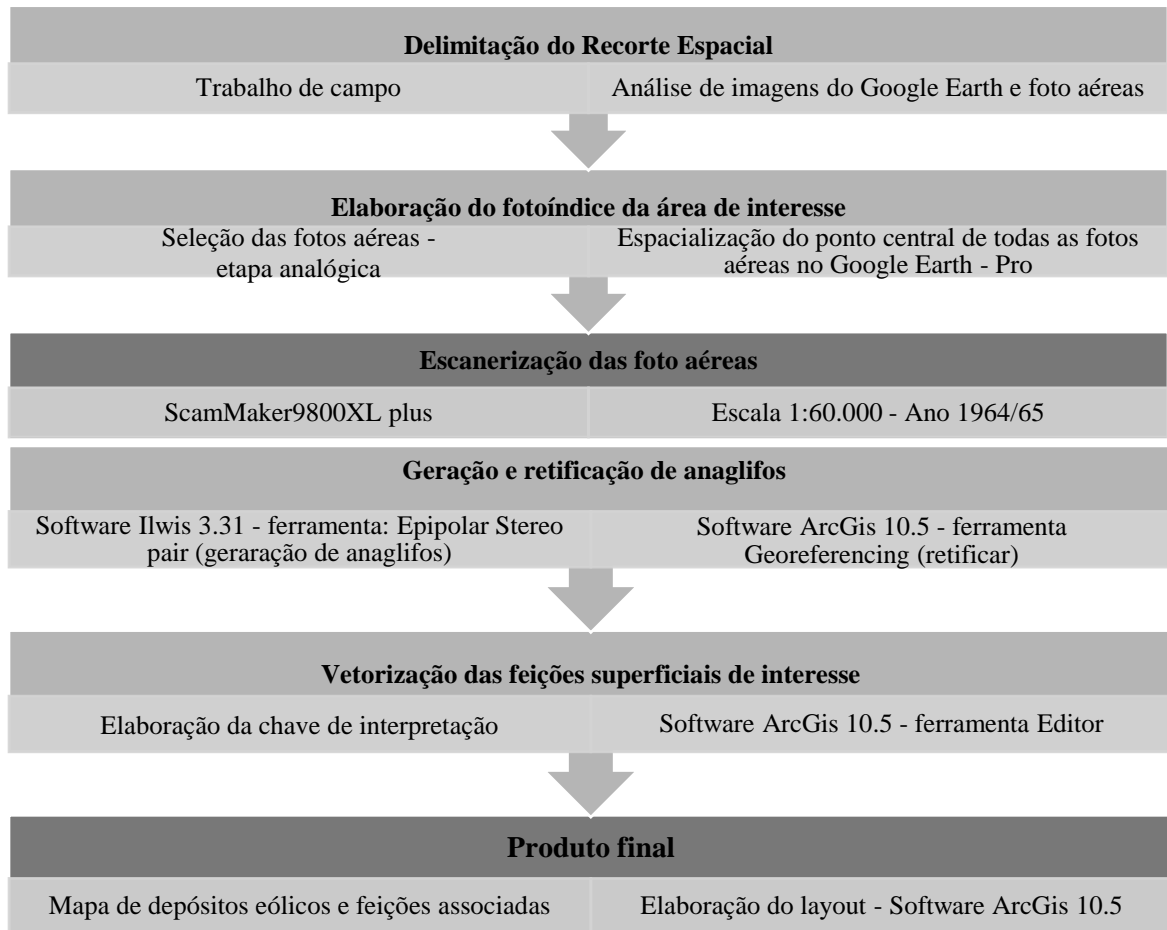 Delimitação do Recorte Espacial
Trabalho de campo
Análise de imagens do Google Earth e foto aéreas
Elaboração do fotoíndice da área de interesse
Seleção das fotos aéreas -
etapa analógica
Espacialização do ponto central de todas as fotos
aéreas no Google Earth - Pro
Escanerização das foto aéreas
ScamMaker9800XL plus
Escala 1:60.000 - Ano 1964/65
Geração e retificação de anaglifos
Software Ilwis 3.31 - ferramenta: Epipolar Stereo
pair (geraração de anaglifos)
Software ArcGis 10.5 - ferramenta
Georeferencing (retificar)
Vetorização das feições superficiais de interesse
Elaboração da chave de interpretação
Software ArcGis 10.5 - ferramenta Editor
Produto final
Mapa de depósitos eólicos e feições associadas
Elaboração do layout - Software ArcGis 10.5